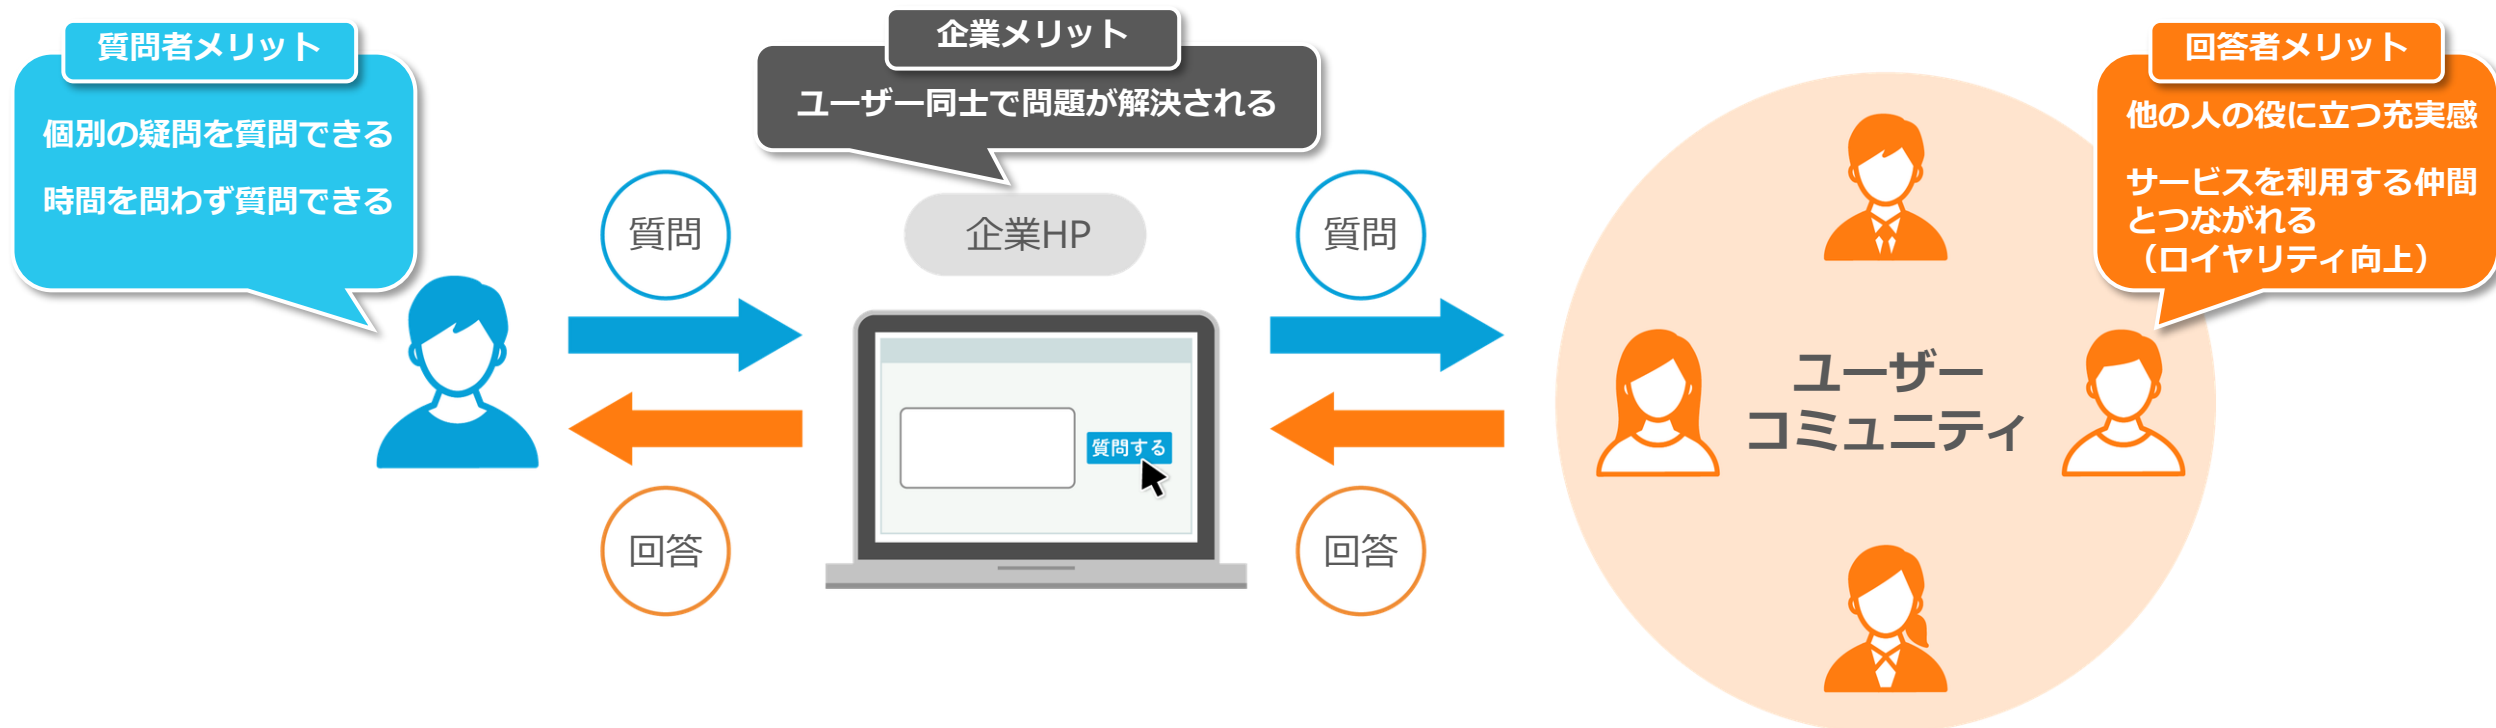 質問者メリット
個別の疑問を質問できる
時間を問わず質問できる
企業メリット
ユーザー同士で問題が解決される
質問
企業HP
質問
質問する
回答
回答
回答者メリット
他の人の役に立つ充実感
サービスを利用する仲間
とつながれる
（ロイヤリティ向上）
ユーザー
コミュニティ